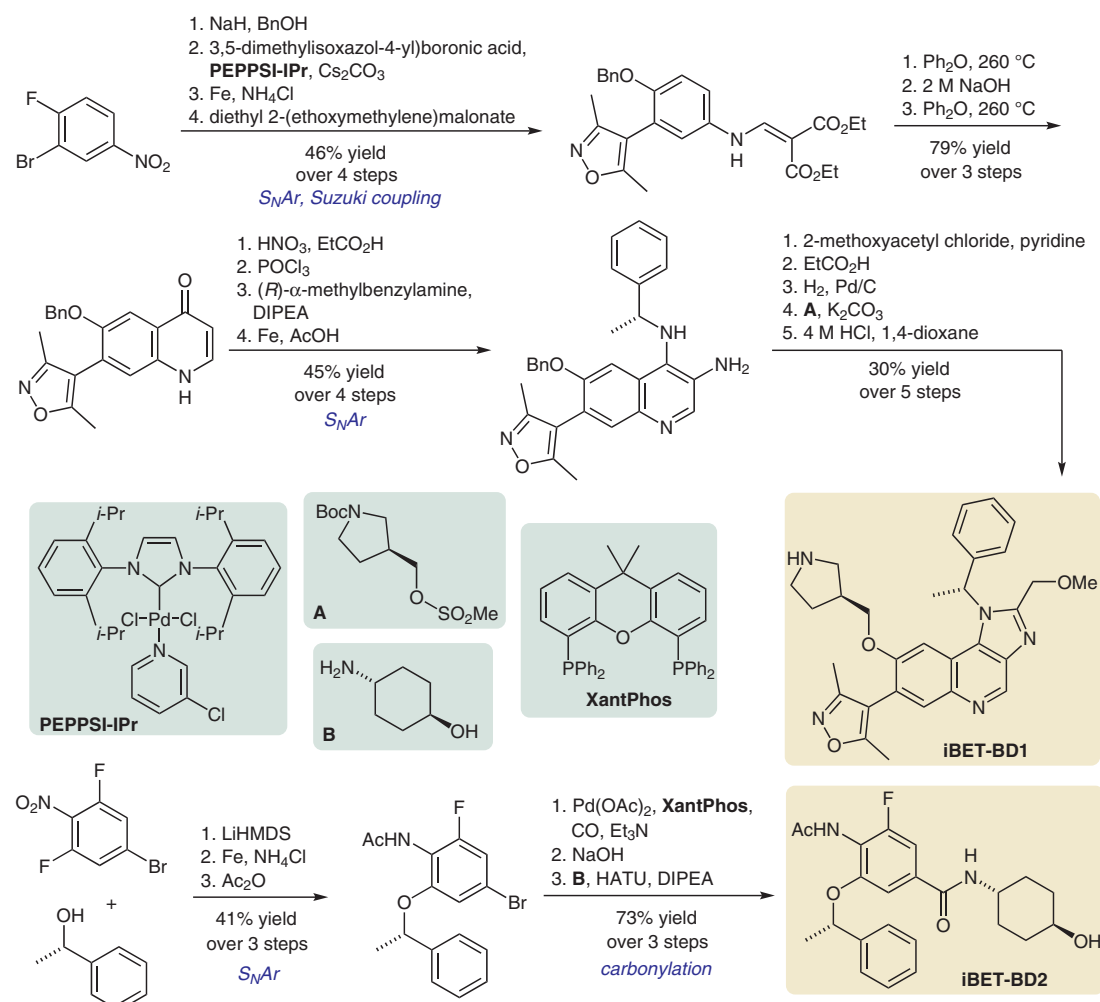 1. NaH, BnOH
2. 3,5-dimethylisoxazol-4-yl)boronic acid,
PEPPSI-IPr, Cs2CO3
3. Fe, NH4Cl
4. diethyl 2-(ethoxymethylene)malonate
46% yield
over 4 steps
SNAr, Suzuki coupling
F
Br
NO2
BnO
N
O
N
H
CO2Et
CO2Et
1. Ph2O, 260 °C
2. 2 M NaOH
3. Ph2O, 260 °C
79% yield
over 3 steps
O
BnO
N
O
N
H
1. HNO3, EtCO2H
2. POCl3
3. (R)-α-methylbenzylamine,
DIPEA
4. Fe, AcOH
45% yield
over 4 steps
SNAr
NH
BnO
NH2
N
O
N
1. 2-methoxyacetyl chloride, pyridine
2. EtCO2H
3. H2, Pd/C
4. A, K2CO3
5. 4 M HCl, 1,4-dioxane
30% yield
over 5 steps
i-Pr
i-Pr
N
N
Cl
Pd
Cl
i-Pr
i-Pr
N
Cl
PEPPSI-IPr
BocN
O
SO2Me
A
H2N
OH
B
O
PPh2
PPh2
XantPhos
HN
OMe
N
N
O
N
O
N
iBET-BD1
F
O2N
F
Br
+
OH
1. LiHMDS
2. Fe, NH4Cl
3. Ac2O
41% yield
over 3 steps
SNAr
F
AcHN
O
Br
1. Pd(OAc)2, XantPhos,
CO, Et3N
2. NaOH
3. B, HATU, DIPEA
73% yield
over 3 steps
carbonylation
F
AcHN
H
N
O
O
OH
iBET-BD2